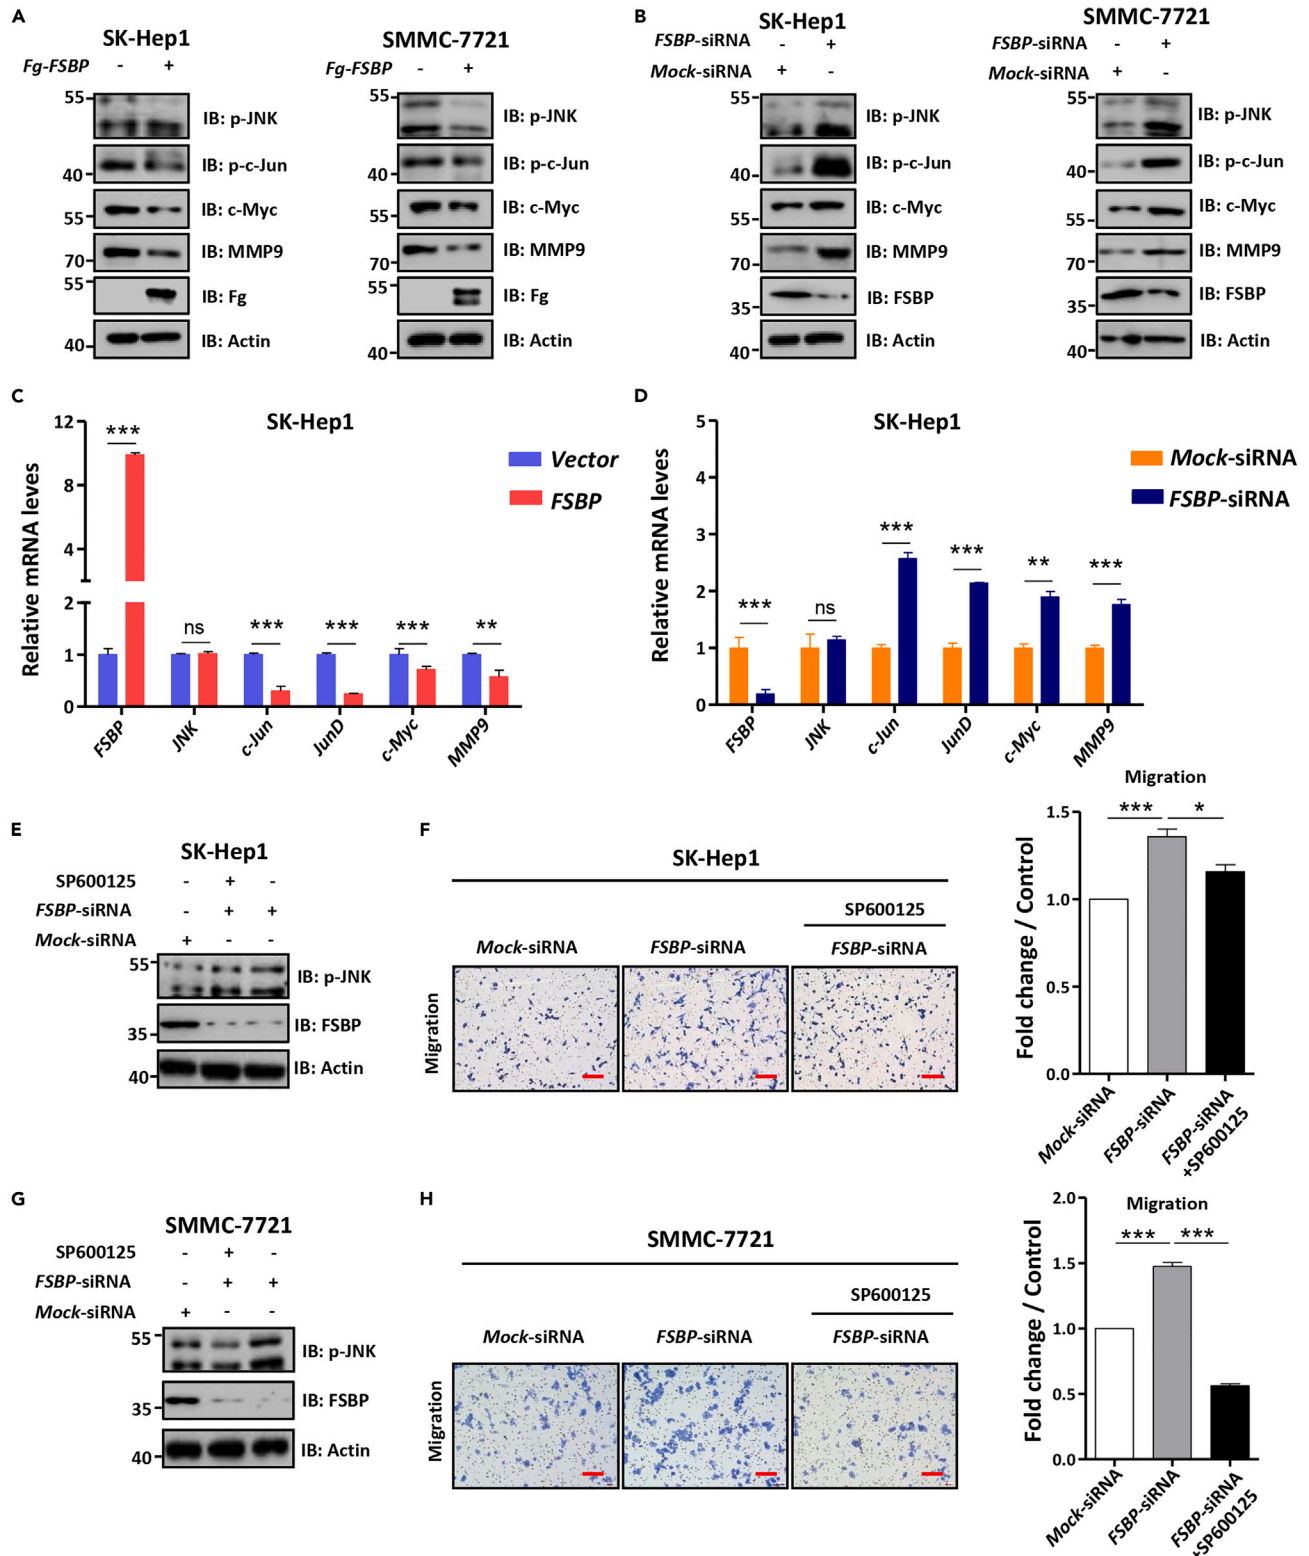 A
SK-Hep1
Fg-FSBP - +
55
IB: p-JNK
40
IB: p-c-Jun
55
IB: c-Myc
70
IB: MMP9
55
IB: Fg
40
IB: Actin
SMMC-7721
Fg-FSBP - +
55
IB: p-JNK
40
IB: p-c-Jun
55
IB: c-Myc
70
IB: MMP9
55
IB: Fg
40
IB: Actin
B
SK-Hep1
FSBP-siRNA - +
Mock-siRNA + -
55
IB: p-JNK
40
IB: p-c-Jun
55
IB: c-Myc
70
IB: MMP9
35
IB: FSBP
40
IB: Actin
SMMC-7721
FSBP-siRNA - +
Mock-siRNA + -
55
IB: p-JNK
40
IB: p-c-Jun
55
IB: c-Myc
70
IB: MMP9
35
IB: FSBP
40
IB: Actin
C
SK-Hep1
Relative mRNA leves
12
8
4
2
1
0
***
ns
***
***
***
**
Vector
FSBP
FSBP
JNK
c-Jun
JunD
c-Myc
MMP9
D
SK-Hep1
Relative mRNA levels
5
4
3
2
1
0
***
ns
***
***
**
***
Mock-siRNA
FSBP-siRNA
FSBP
JNK
c-Jun
JunD
c-Myc
MMP9
E
SK-Hep1
SP600125 - + -
FSBP-siRNA - + +
Mock-siRNA + - -
55
IB: p-JNK
35
IB: FSBP
40
IB: Actin
F
SK-Hep1
SP600125
Mock-siRNA
FSBP-siRNA
FSBP-siRNA
Migration
Migration
Fold change / Control
1.5
1.0
0.5
0.0
***
*
Mock-siRNA
FSBP-siRNA
FSBP-siRNA
+SP600125
G
SMMC-7721
SP600125 - + -
FSBP-siRNA - + +
Mock-siRNA + - -
55
IB: p-JNK
35
IB: FSBP
40
IB: Actin
H
SMMC-7721
SP600125
Mock-siRNA
FSBP-siRNA
FSBP-siRNA
Migration
Migration
Fold change / Control
2.0
1.5
1.0
0.5
0.0
***
***
Mock-siRNA
FSBP-siRNA
FSBP-siRNA
+SP600125